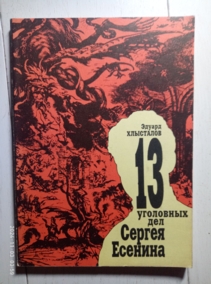 Эдуард
ХЛЫСТАЛОВ
13
уголовных
дел
Сергея
Есенина